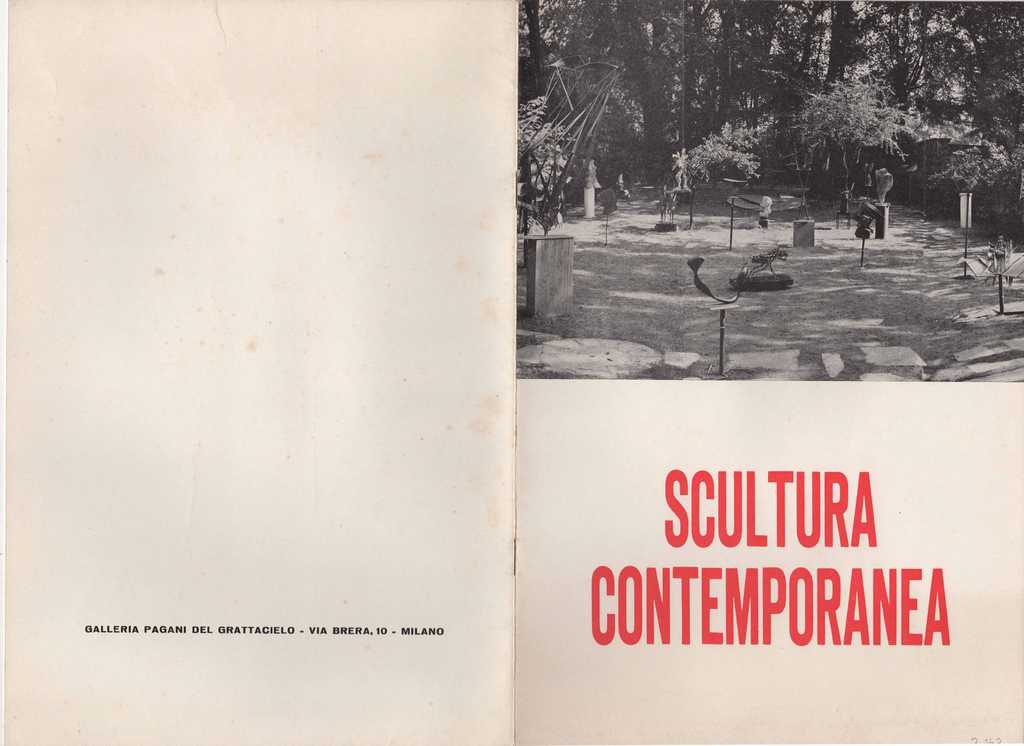 GALLERIA PAGANI DEL GRATTACIELO - VIA BRERA, 10 - MILANO
SCULTURA
CONTEMPORANEA